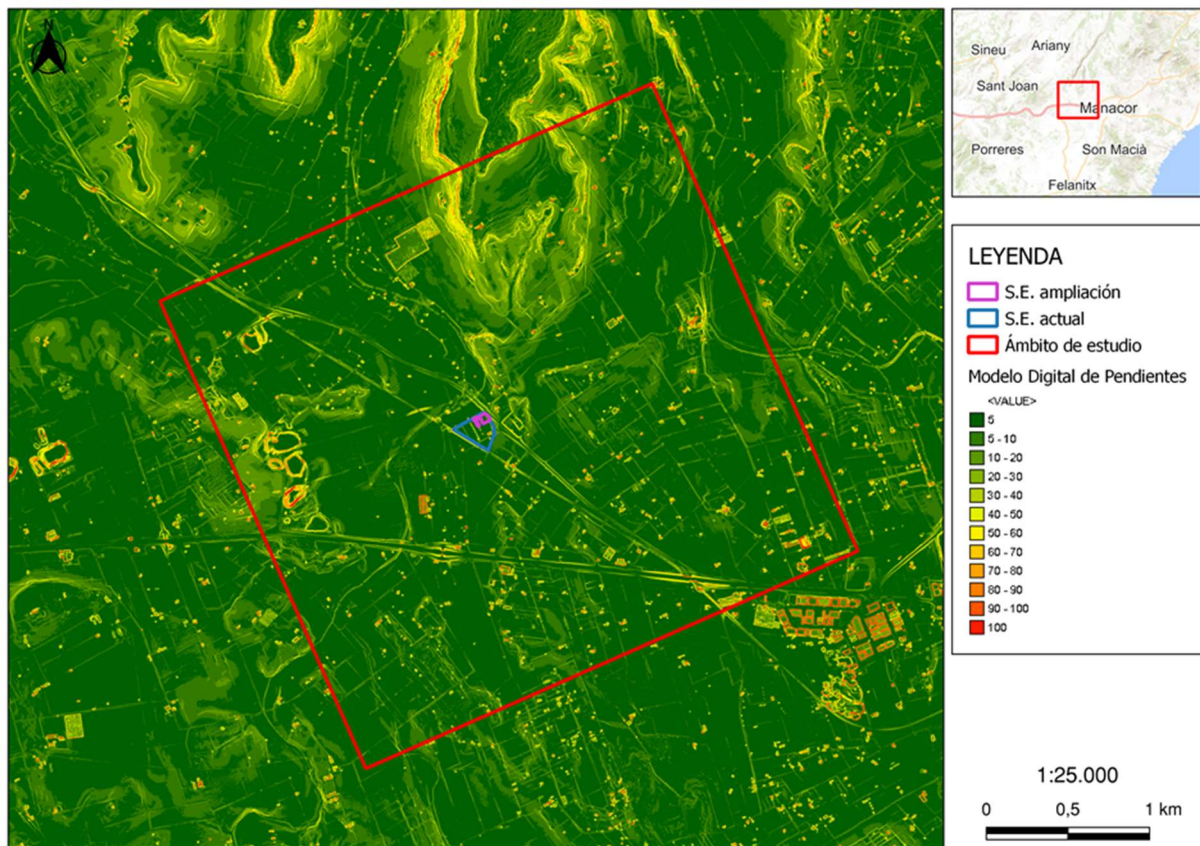 N
Sineu
Ariany
Sant Joan
Manacor
Porreres
Son Macià
Felanitx
LEYENDA
S.E. ampliación
S.E. actual
Ámbito de estudio
Modelo Digital de Pendientes
<VALUE>
5
5 - 10
10 - 20
20 - 30
30 - 40
40 - 50
50 - 60
60 - 70
70 - 80
80 - 90
90 - 100
100
1:25.000
0 0,5 1 km